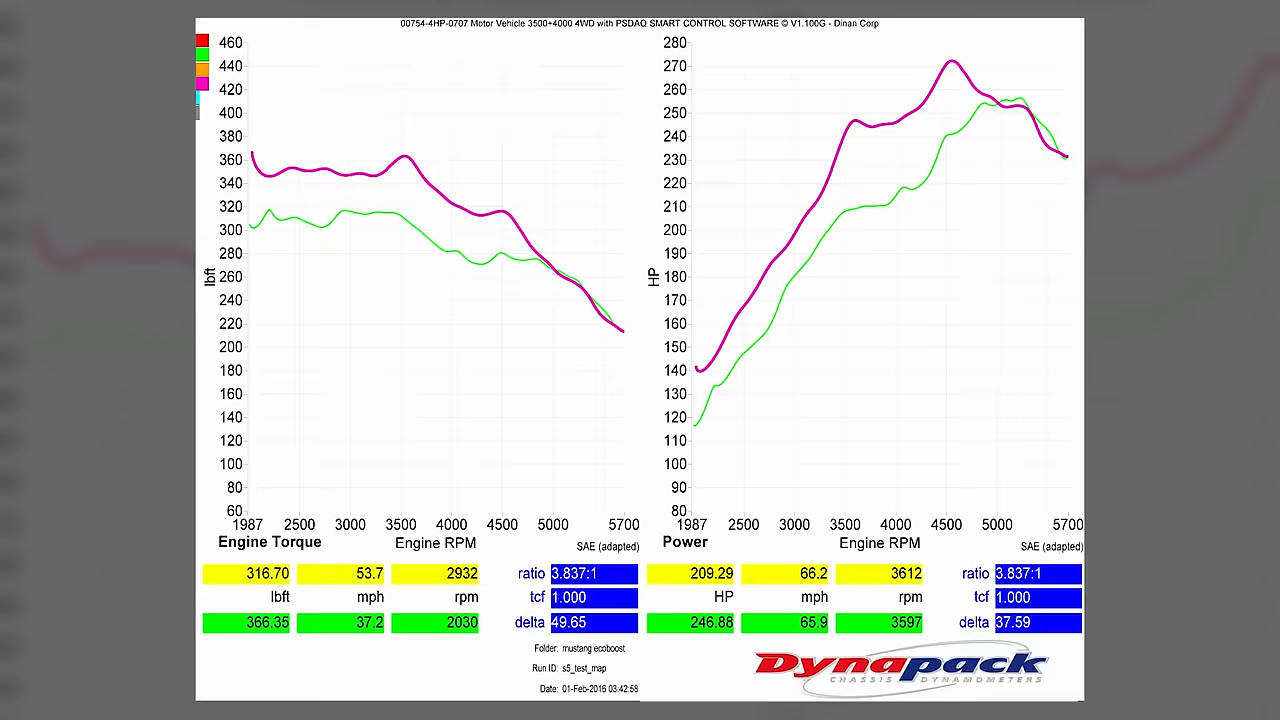 00754-4HP-0707 Motor Vehicle 3500+4000 4WD with PSDAQ SMART CONTROL SOFTWARE © V1.100G - Dinan Corp
460
440
420
400
380
360
340
320
300
280
260
240
220
200
180
160
140
120
100
80
60
lbft
1987 2500 3000 3500 4000 4500 5000 5700
Engine Torque Engine RPM SAE (adapted)
280
270
260
250
240
230
220
210
200
190
180
170
160
150
140
130
120
110
100
90
80
HP
1987 2500 3000 3500 4000 4500 5000 5700
Power Engine RPM SAE (adapted)
316.70 53.7 2932 ratio 3.837:1
lbft mph rpm tcf 1.000
366.35 37.2 2030 delta 49.65
209.29 66.2 3612 ratio 3.837:1
HP mph rpm tcf 1.000
246.88 65.9 3597 delta 37.59
Folder: mustang ecoboost
Run ID: s5_test_map
Date: 01-Feb-2016 03:42:58
Dynapack
CHASSIS DYNAMOMETERS